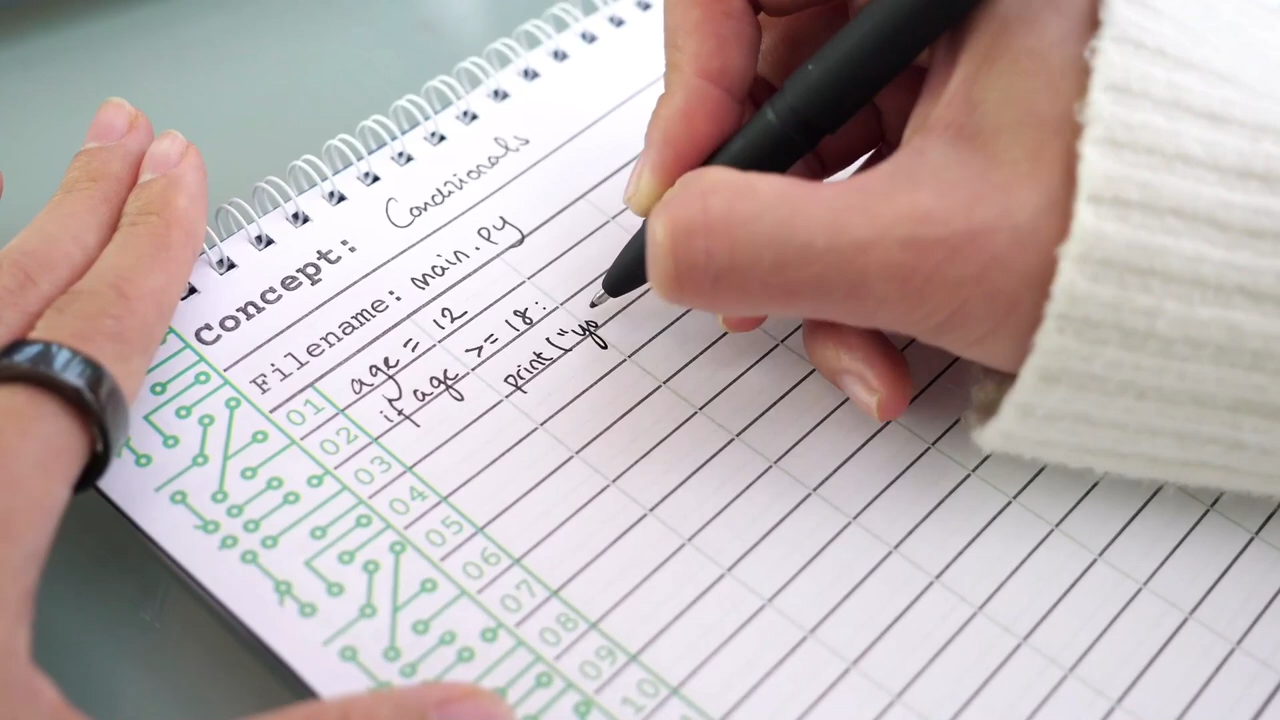 Concept: Conditionals
Filename: main.py
01 age = 12
02 if age >= 18:
03 print("yo
04
05
06
07
08
09
10